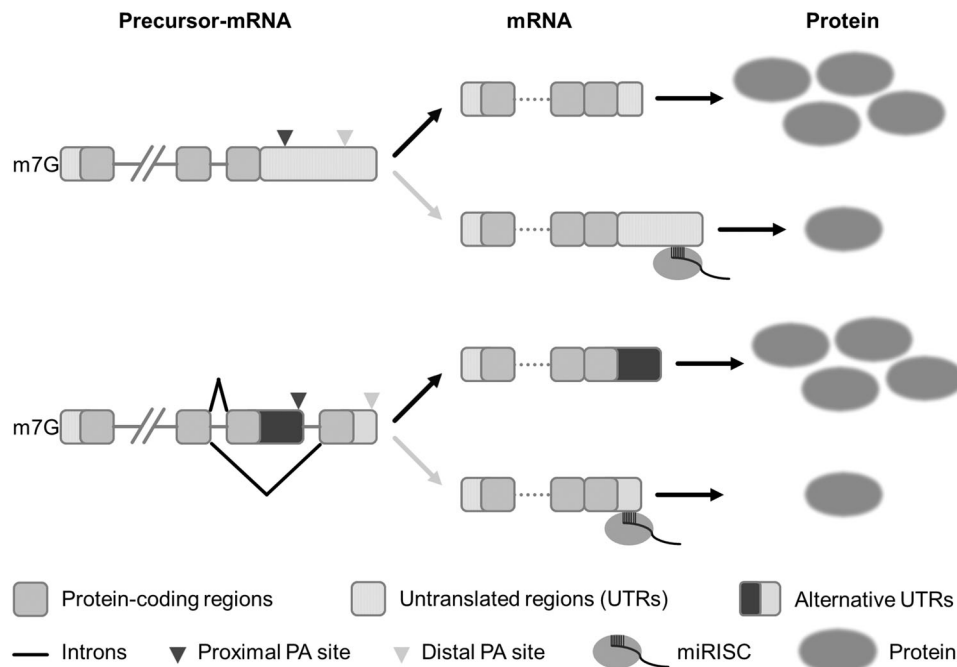 Precursor-mRNA
mRNA
Protein
m7G
m7G
Protein-coding regions
Untranslated regions (UTRs)
Alternative UTRs
Introns
Proximal PA site
Distal PA site
miRISC
Protein